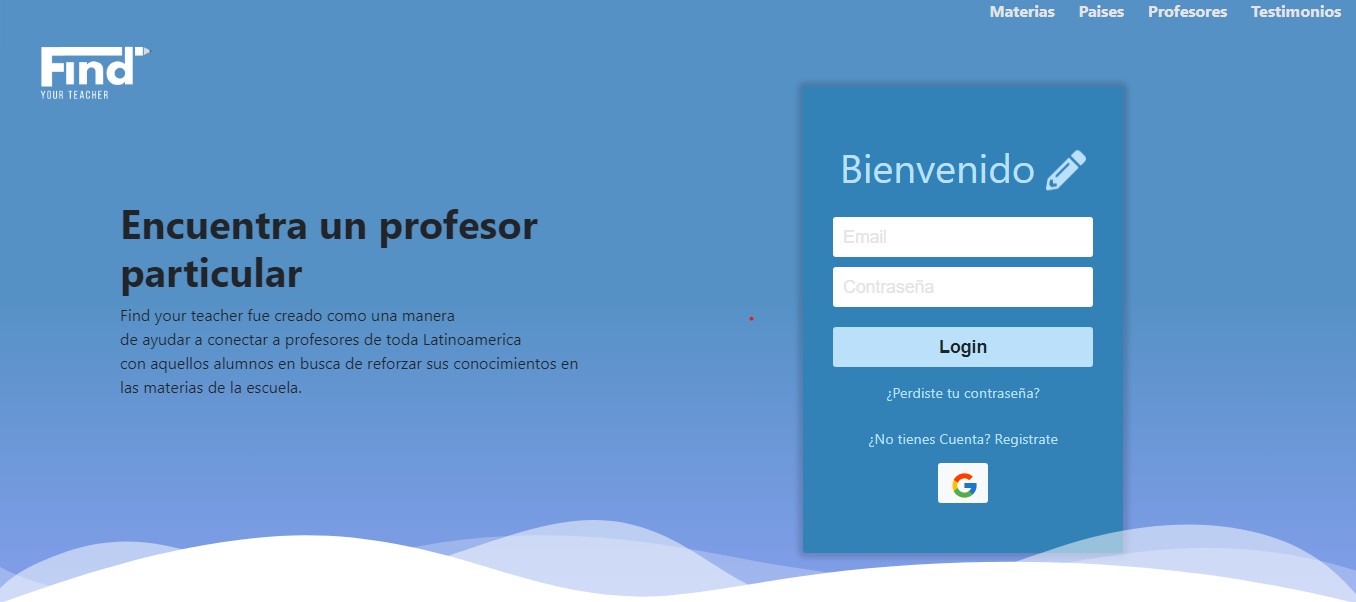 Materias Paises Profesores Testimonios
Find
YOUR TEACHER
Encuentra un profesor
particular
Find your teacher fue creado como una manera
de ayudar a conectar a profesores de toda Latinoamerica
con aquellos alumnos en busca de reforzar sus conocimientos en
las materias de la escuela.
Bienvenido
Email
Contraseña
Login
¿Perdiste tu contraseña?
¿No tienes Cuenta? Registrate
G